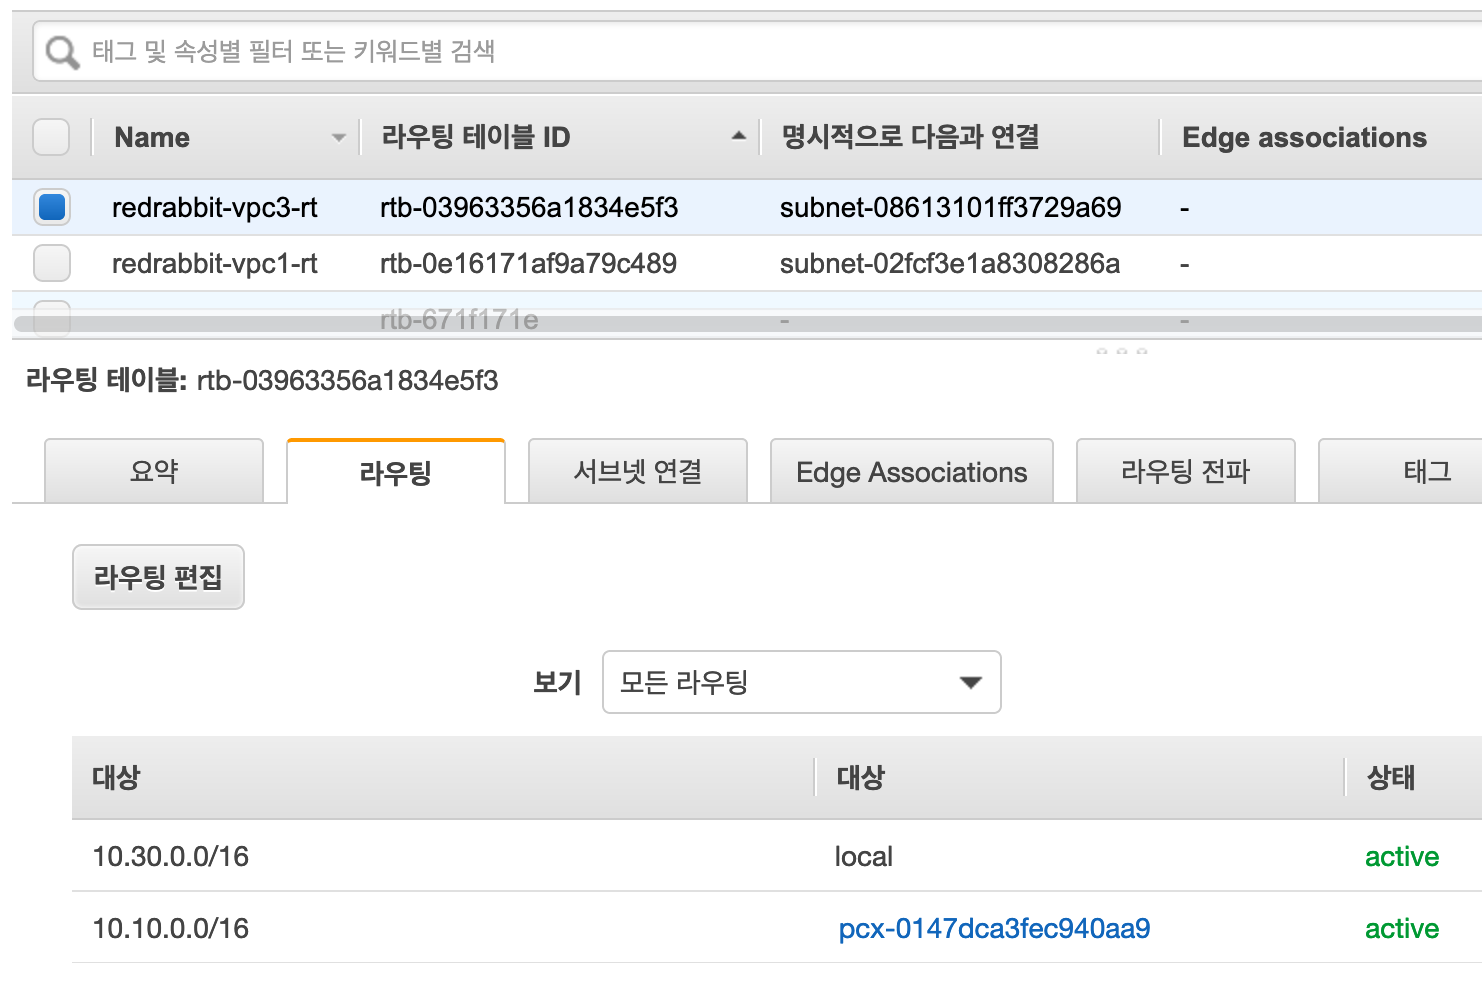 태그 및 속성별 필터 또는 키워드별 검색
Name 라우팅 테이블 ID 명시적으로 다음과 연결 Edge associations
redrabbit-vpc3-rt rtb-03963356a1834e5f3 subnet-08613101ff3729a69 -
redrabbit-vpc1-rt rtb-0e16171af9a79c489 subnet-02fcf3e1a8308286a -
rtb-671f171e - -
라우팅 테이블: rtb-03963356a1834e5f3
요약 라우팅 서브넷 연결 Edge Associations 라우팅 전파 태그
라우팅 편집
보기 모든 라우팅
대상 대상 상태
10.30.0.0/16 local active
10.10.0.0/16 pcx-0147dca3fec940aa9 active